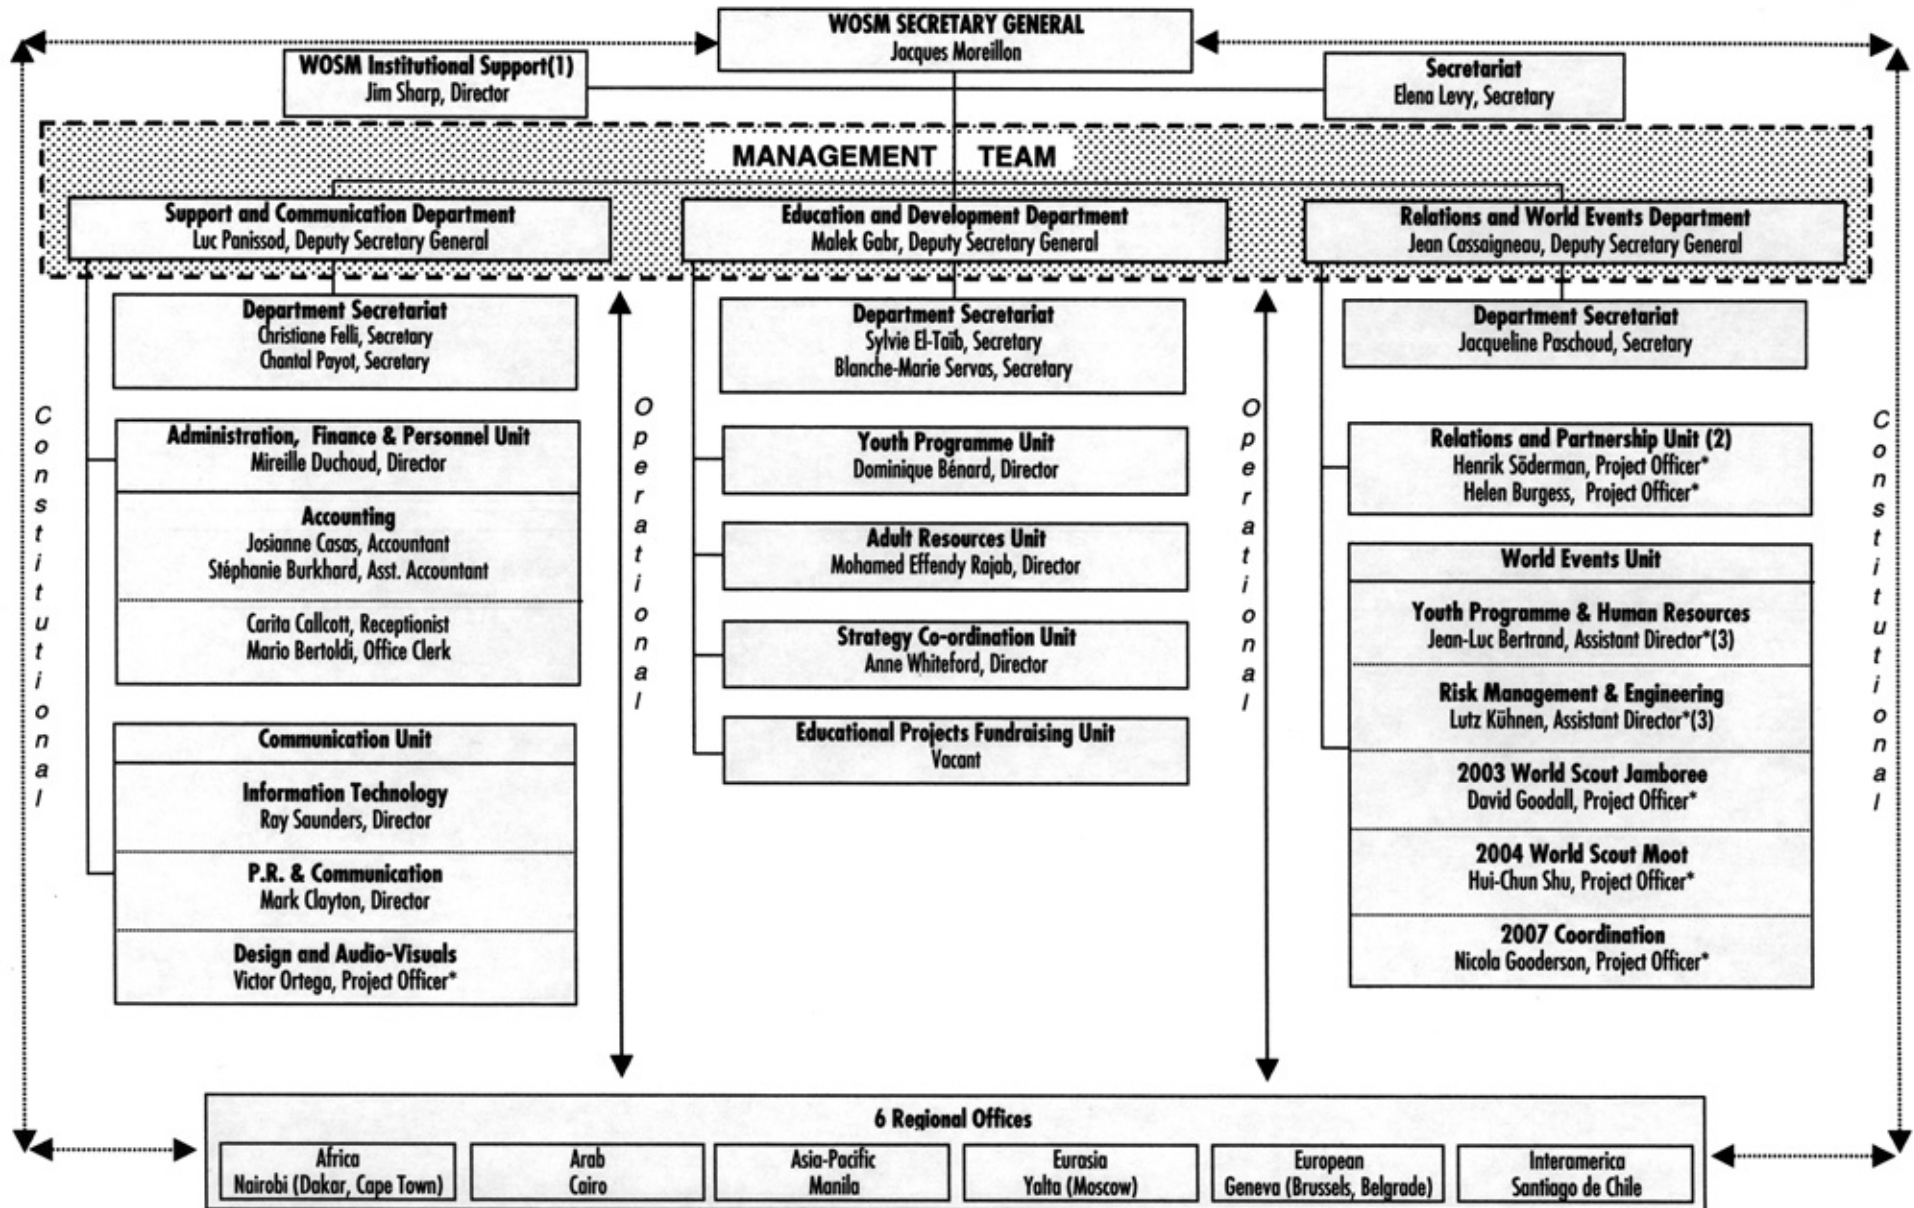 WOSM SECRETARY GENERAL
Jacques Moreillon
WOSM Institutional Support(1)
Jim Sharp, Director
Secretariat
Elena Levy, Secretary
MANAGEMENT TEAM
Support and Communication Department
Luc Panissod, Deputy Secretary General
Education and Development Department
Malek Gabr, Deputy Secretary General
Relations and World Events Department
Jean Cassaigneau, Deputy Secretary General
Constitutional
Department Secretariat
Christiane Felli, Secretary
Chantal Payot, Secretary
Administration, Finance & Personnel Unit
Mireille Duchoud, Director
Accounting
Josianne Casas, Accountant
Stéphanie Burkhard, Asst. Accountant
Carita Callcott, Receptionist
Mario Bertoldi, Office Clerk
Communication Unit
Information Technology
Ray Saunders, Director
P.R. & Communication
Mark Clayton, Director
Design and Audio-Visuals
Victor Ortega, Project Officer*
Operational
Department Secretariat
Sylvie El-Taïb, Secretary
Blanche-Marie Servas, Secretary
Youth Programme Unit
Dominique Bénard, Director
Adult Resources Unit
Mohamed Effendy Rajab, Director
Strategy Co-ordination Unit
Anne Whiteford, Director
Educational Projects Fundraising Unit
Vacant
Operational
Department Secretariat
Jacqueline Paschoud, Secretary
Relations and Partnership Unit (2)
Henrik Söderman, Project Officer*
Helen Burgess, Project Officer*
World Events Unit
Youth Programme & Human Resources
Jean-Luc Bertrand, Assistant Director*(3)
Risk Management & Engineering
Lutz Kühnen, Assistant Director*(3)
2003 World Scout Jamboree
David Goodall, Project Officer*
2004 World Scout Moot
Hui-Chun Shu, Project Officer*
2007 Coordination
Nicola Gooderson, Project Officer*
Constitutional
6 Regional Offices
Africa
Nairobi (Dakar, Cape Town)
Arab
Cairo
Asia-Pacific
Manila
Eurasia
Yalta (Moscow)
European
Geneva (Brussels, Belgrade)
Interamerica
Santiago de Chile